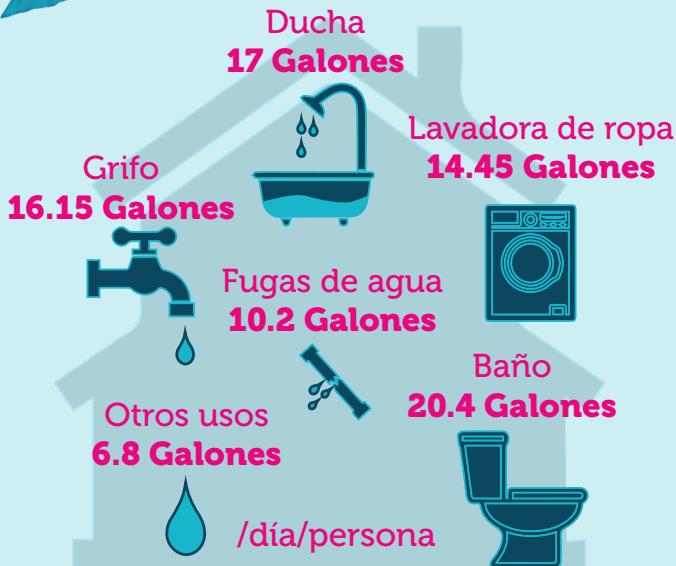 Ducha
17 Galones
Lavadora de ropa
14.45 Galones
Grifo
16.15 Galones
Fugas de agua
10.2 Galones
Baño
20.4 Galones
Otros usos
6.8 Galones
/día/persona